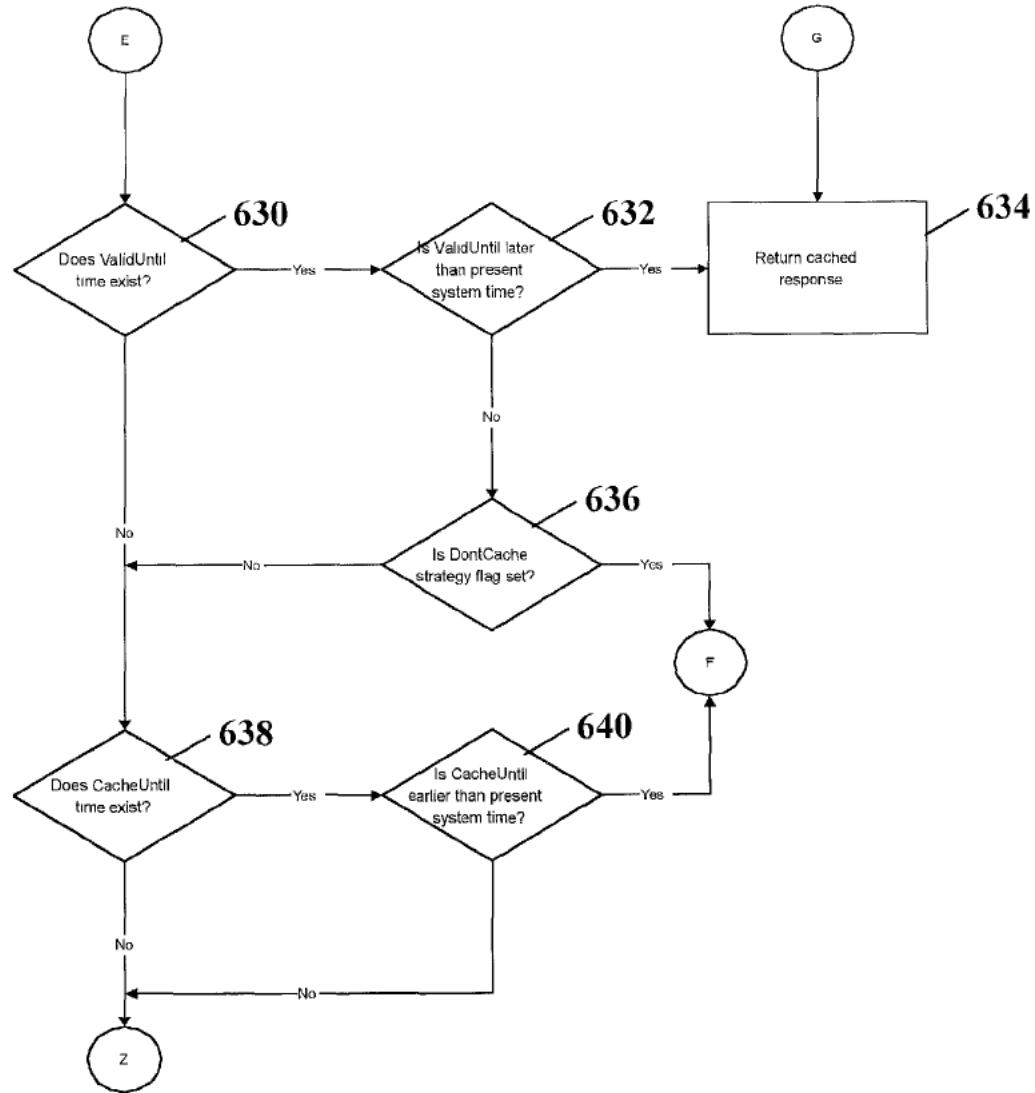 E
G
630
Does ValidUntil
time exist?
Yes
632
Is ValidUntil later
than present
system time?
Yes
634
Return cached
response
No
No
636
Is DontCache
strategy flag set?
No
Yes
F
638
Does CacheUntil
time exist?
Yes
640
Is CacheUntil
earlier than present
system time?
Yes
No
No
Z